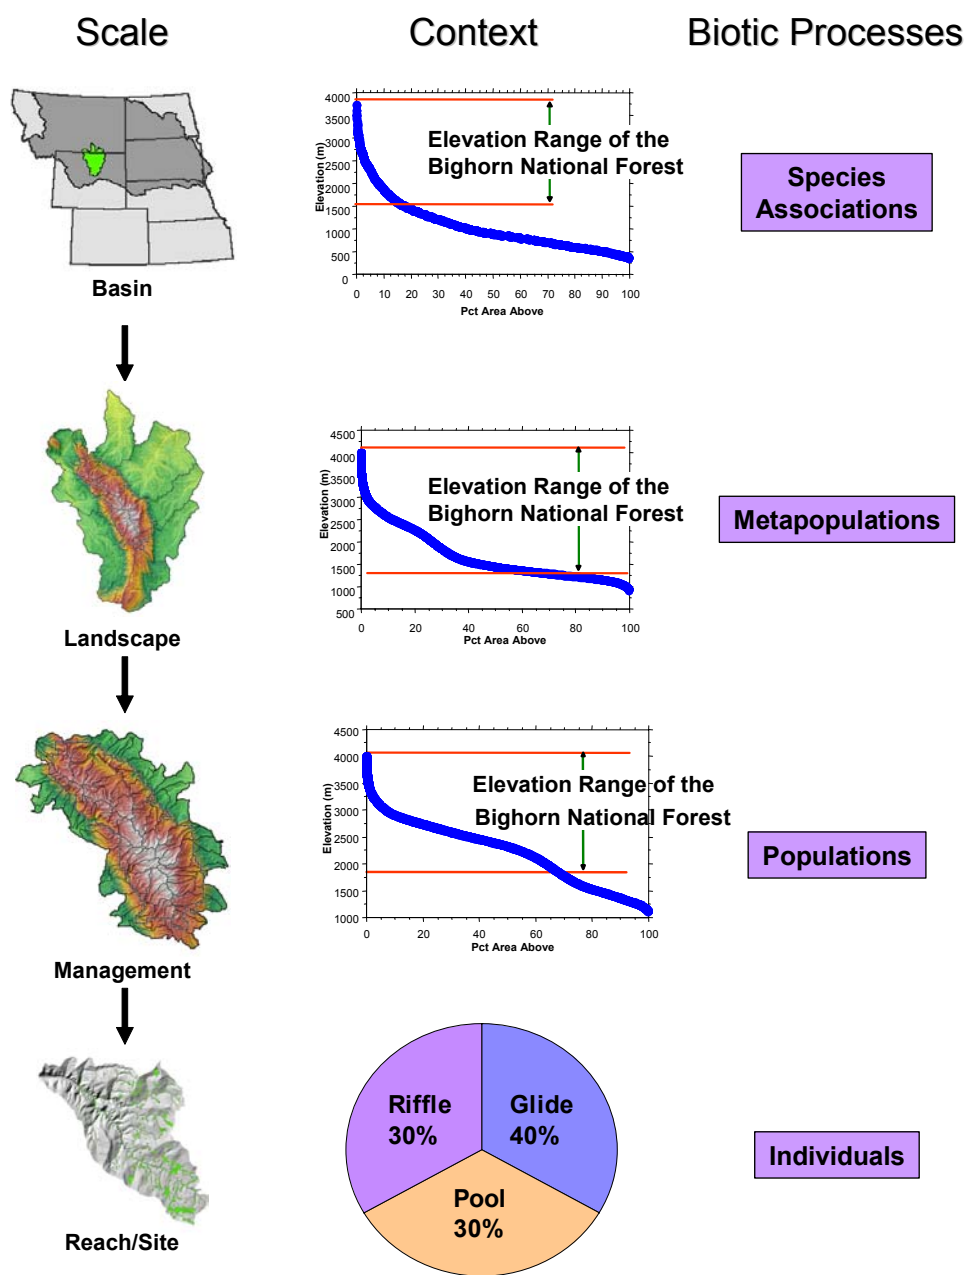 Scale
Context
Biotic Processes
Basin
4000
3500
3000
2500
2000
1500
1000
500
0
Elevation (m)
Elevation Range of the
Bighorn National Forest
0 10 20 30 40 50 60 70 80 90 100
Pct Area Above
Species
Associations
Landscape
4500
4000
3500
3000
2500
2000
1500
1000
500
Elevation (m)
Elevation Range of the
Bighorn National Forest
0 20 40 60 80 100
Pct Area Above
Metapopulations
Management
4500
4000
3500
3000
2500
2000
1500
1000
Elevation (m)
Elevation Range of the
Bighorn National Forest
0 20 40 60 80 100
Pct Area Above
Populations
Reach/Site
Riffle
30%
Glide
40%
Pool
30%
Individuals